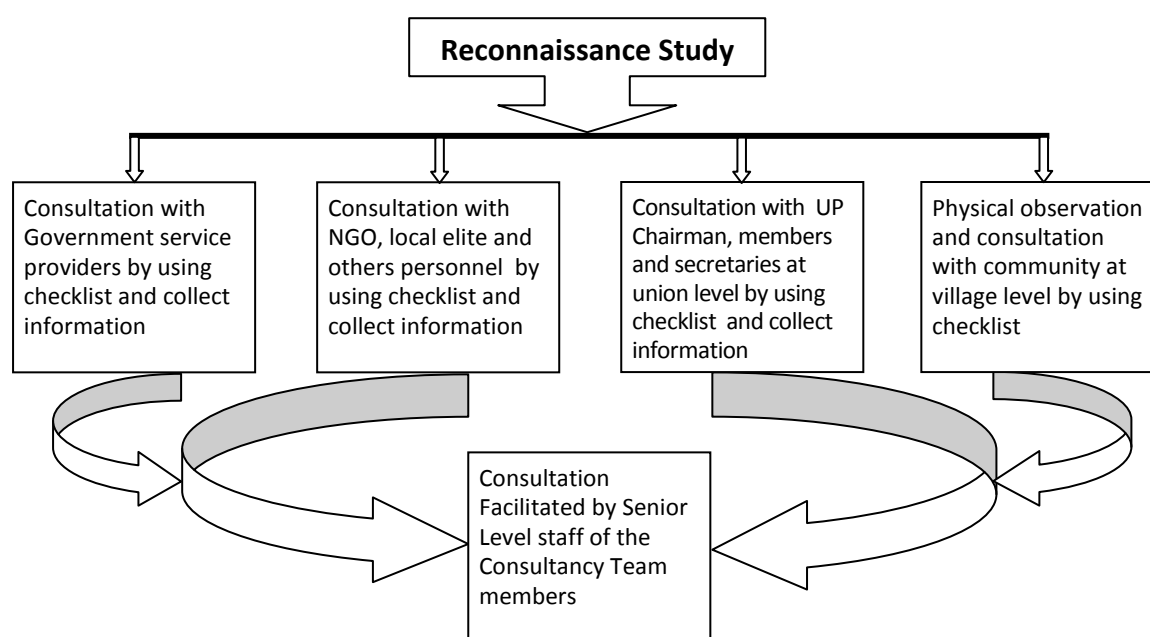 Reconnaissance Study
Consultation with
Government service
providers by using
checklist and collect
information
Consultation with
NGO, local elite and
others personnel by
using checklist and
collect information
Consultation with UP
Chairman, members
and secretaries at
union level by using
checklist and collect
information
Physical observation
and consultation
with community at
village level by using
checklist
Consultation
Facilitated by Senior
Level staff of the
Consultancy Team
members